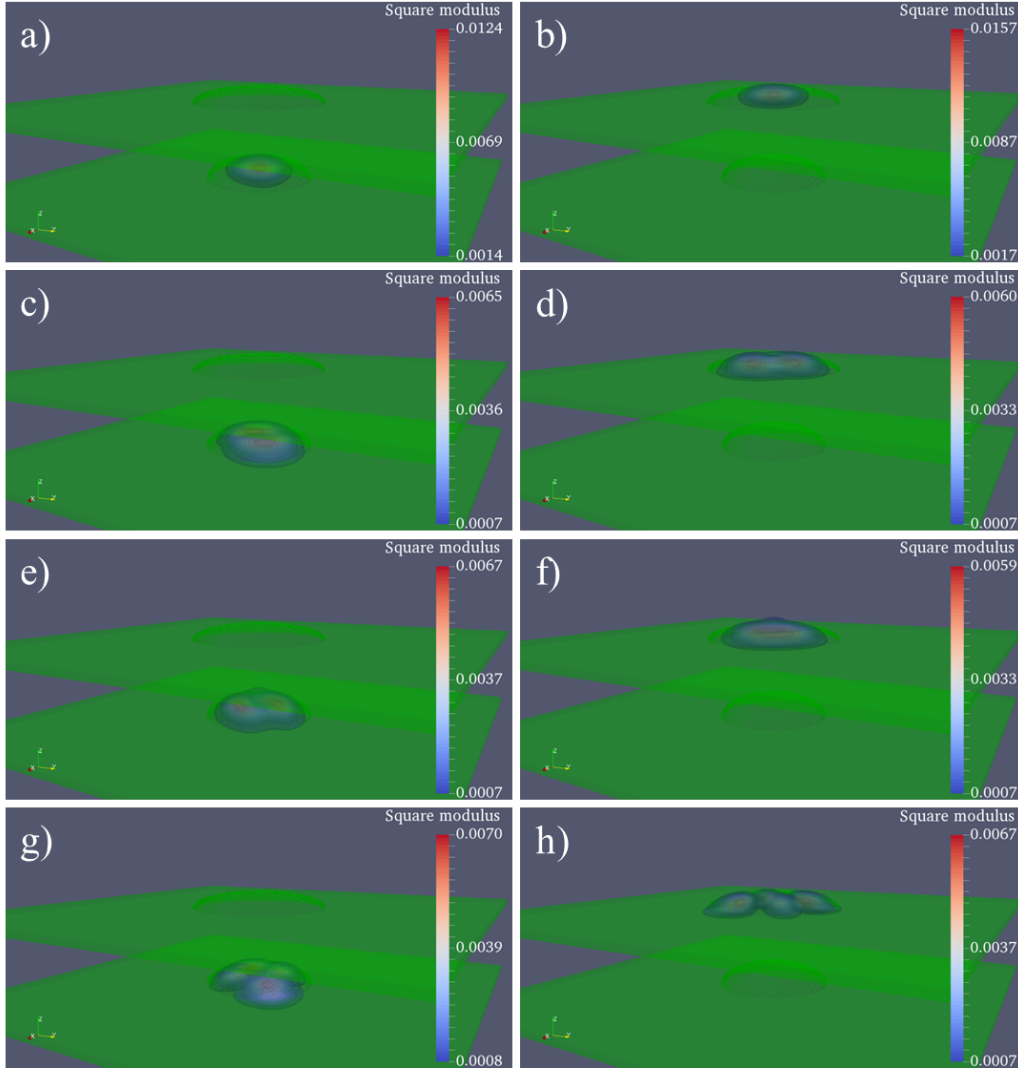 a)
Square modulus
0.0124
0.0069
0.0014
z
x
Y
b)
Square modulus
0.0157
0.0087
0.0017
z
x
Y
c)
Square modulus
0.0065
0.0036
0.0007
z
x
Y
d)
Square modulus
0.0060
0.0033
0.0007
z
x
Y
e)
Square modulus
0.0067
0.0037
0.0007
z
x
Y
f)
Square modulus
0.0059
0.0033
0.0007
z
x
Y
g)
Square modulus
0.0070
0.0039
0.0008
z
x
Y
h)
Square modulus
0.0067
0.0037
0.0007
z
x
Y